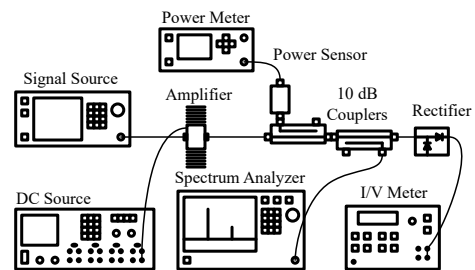 Power Meter
Power Sensor
Signal Source
Amplifier
10 dB
Couplers
Rectifier
DC Source
Spectrum Analyzer
I/V Meter